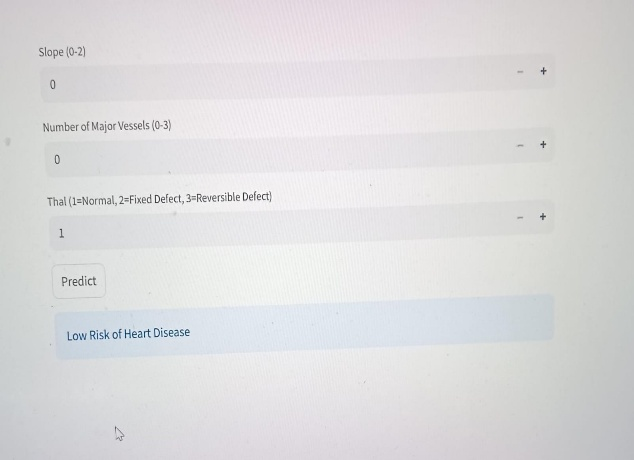 Slope (0-2)
0
Number of Major Vessels (0-3)
0
Thal (1=Normal, 2=Fixed Defect, 3=Reversible Defect)
1
Predict
Low Risk of Heart Disease